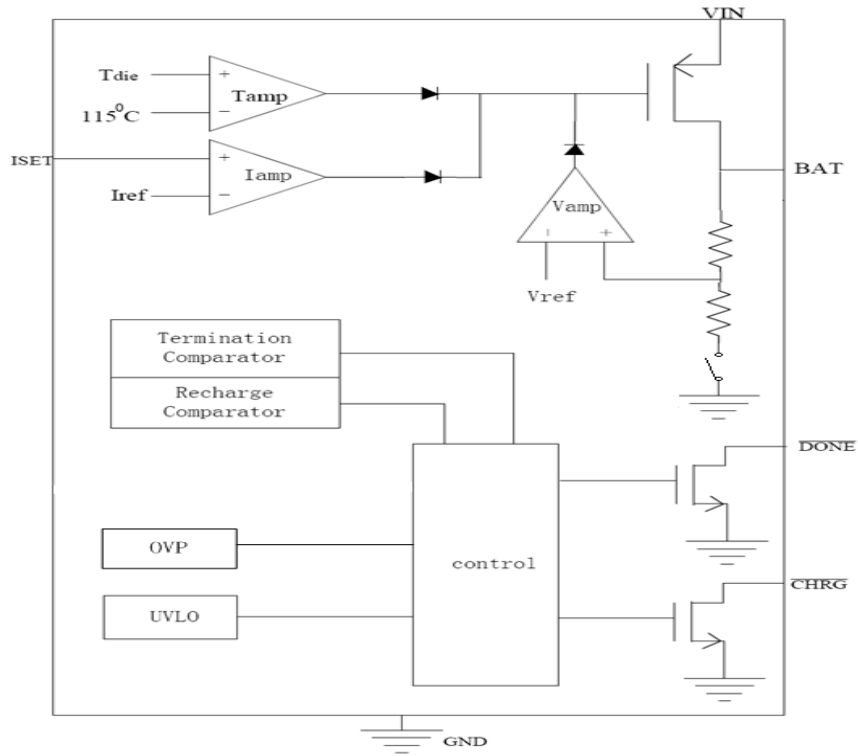 VIN
Tdie
+
Tamp
115⁰C
−
ISET
+
Iamp
Iref
−
BAT
Vamp
− +
Vref
Termination
Comparator
Recharge
Comparator
DONE
OVP
control
UVLO
CHRG
GND